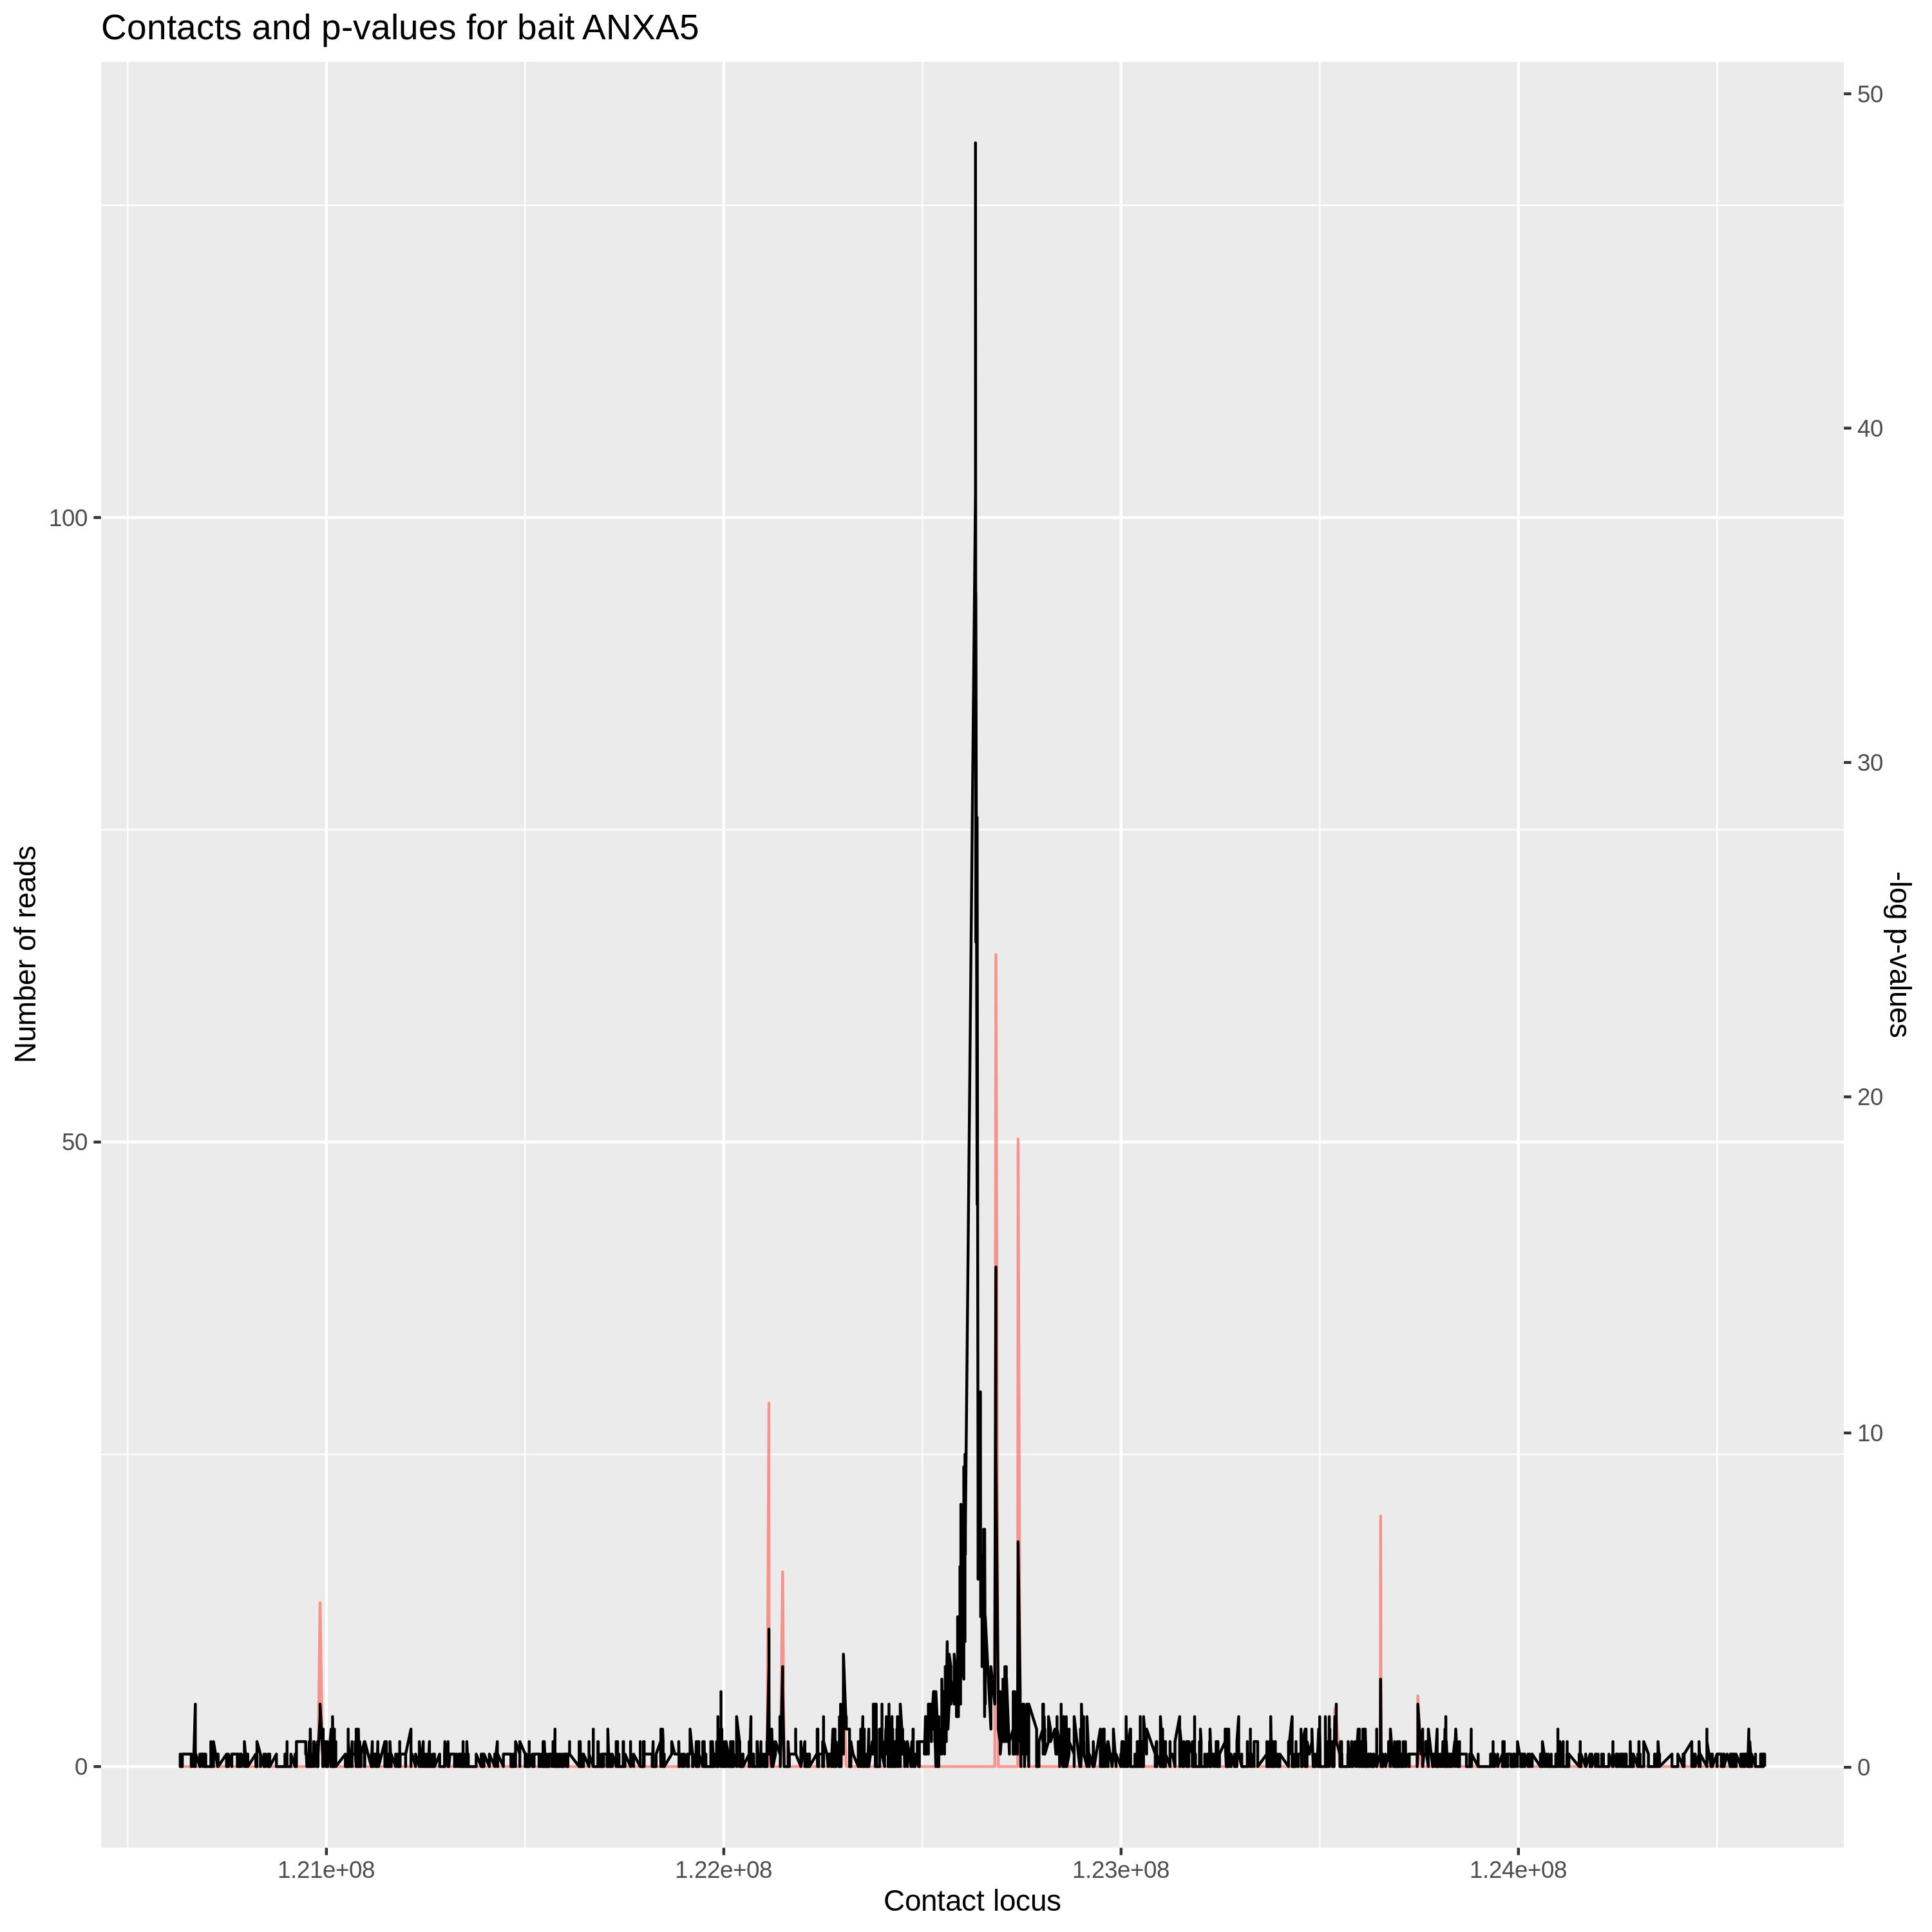 Contacts and p-values for bait ANXA5
Number of reads
100
50
0
50
40
30
20
10
0
-log p-values
1.21e+08
1.22e+08
1.23e+08
1.24e+08
Contact locus